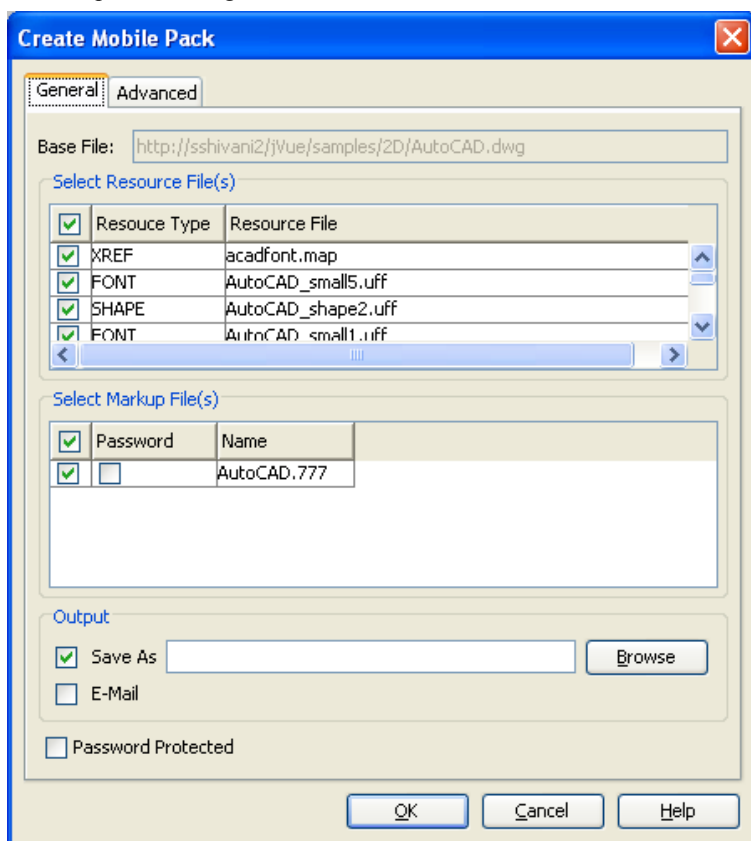 Create Mobile Pack
General Advanced
Base File: http://sshivani2/jVue/samples/2D/AutoCAD.dwg
Select Resource File(s)
Resouce Type Resource File
XREF acadfont.map
FONT AutoCAD_small5.uff
SHAPE AutoCAD_shape2.uff
FONT AutoCAD_small1.uff
Select Markup File(s)
Password Name
AutoCAD.777
Output
Save As Browse
E-Mail
Password Protected
OK Cancel Help